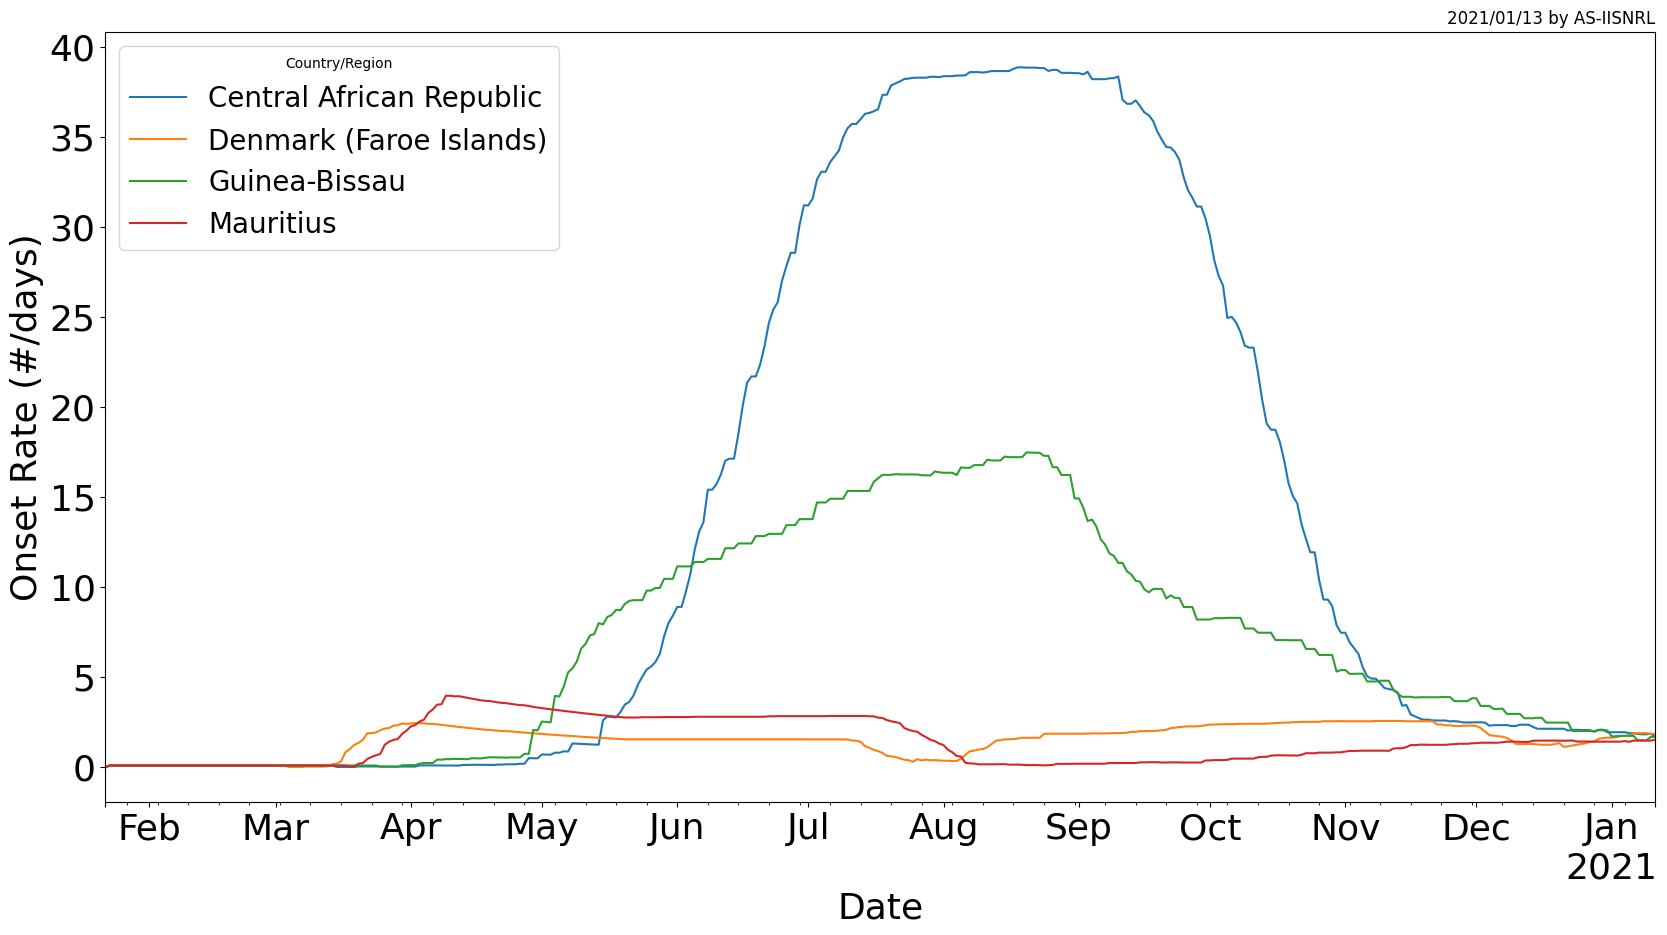 2021/01/13 by AS-IISNRL
Country/Region
Central African Republic
Denmark (Faroe Islands)
Guinea-Bissau
Mauritius
40
35
30
25
20
15
10
5
0
Onset Rate (#/days)
Feb Mar Apr May Jun Jul Aug Sep Oct Nov Dec Jan
2021
Date